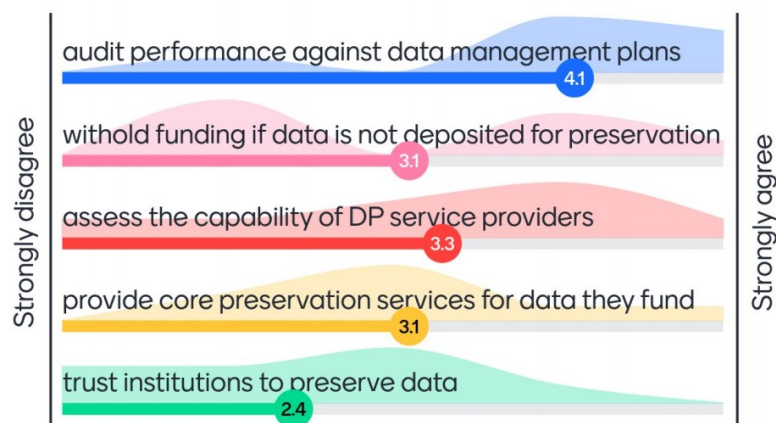 audit performance against data management plans
4.1
withold funding if data is not deposited for preservation
3.1
assess the capability of DP service providers
3.3
provide core preservation services for data they fund
3.1
trust institutions to preserve data
2.4
Strongly disagree
Strongly agree